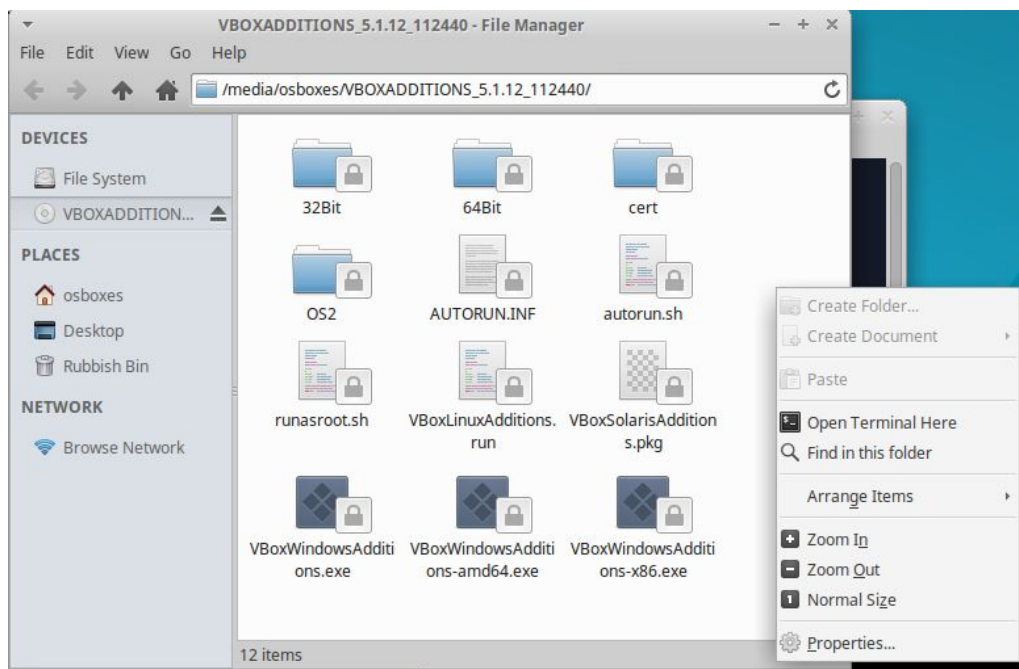 VBOXADDITIONS_5.1.12_112440 - File Manager
File Edit View Go Help
/media/osboxes/VBOXADDITIONS_5.1.12_112440/
DEVICES
File System
VBOXADDITION...
PLACES
osboxes
Desktop
Rubbish Bin
NETWORK
Browse Network
32Bit 64Bit cert
OS2 AUTORUN.INF autorun.sh
runasroot.sh VBoxLinuxAdditions. VBoxSolarisAddition
run s.pkg
VBoxWindowsAdditi VBoxWindowsAdditi VBoxWindowsAdditi
ons.exe ons-amd64.exe ons-x86.exe
12 items
Create Folder...
Create Document
Paste
Open Terminal Here
Find in this folder
Arrange Items
Zoom In
Zoom Out
1 Normal Size
Properties...